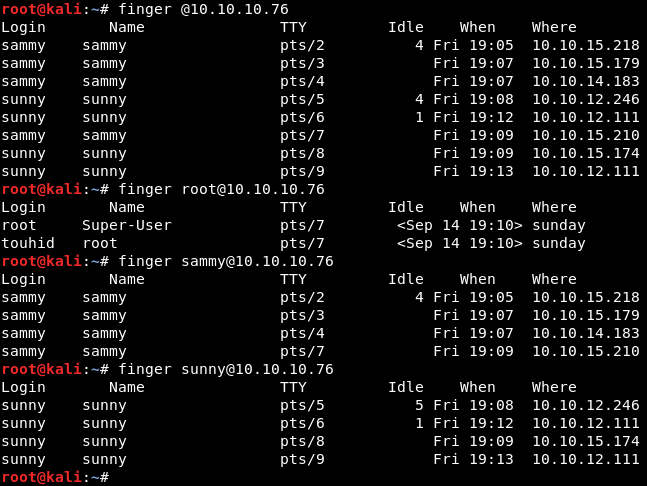 root@kali:~# finger @10.10.10.76
Login       Name                 TTY         Idle    When    Where
sammy    sammy                 pts/2          4 Fri 19:05  10.10.15.218
sammy    sammy                 pts/3            Fri 19:07  10.10.15.179
sammy    sammy                 pts/4            Fri 19:07  10.10.14.183
sunny    sunny                 pts/5          4 Fri 19:08  10.10.12.246
sunny    sunny                 pts/6          1 Fri 19:12  10.10.12.111
sammy    sammy                 pts/7            Fri 19:09  10.10.15.210
sunny    sunny                 pts/8            Fri 19:09  10.10.15.174
sunny    sunny                 pts/9            Fri 19:13  10.10.12.111
root@kali:~# finger root@10.10.10.76
Login       Name                 TTY         Idle    When    Where
root     Super-User            pts/7        <Sep 14 19:10> sunday
touhid   root                  pts/7        <Sep 14 19:10> sunday
root@kali:~# finger sammy@10.10.10.76
Login       Name                 TTY         Idle    When    Where
sammy    sammy                 pts/2          4 Fri 19:05  10.10.15.218
sammy    sammy                 pts/3            Fri 19:07  10.10.15.179
sammy    sammy                 pts/4            Fri 19:07  10.10.14.183
sammy    sammy                 pts/7            Fri 19:09  10.10.15.210
root@kali:~# finger sunny@10.10.10.76
Login       Name                 TTY         Idle    When    Where
sunny    sunny                 pts/5          5 Fri 19:08  10.10.12.246
sunny    sunny                 pts/6          1 Fri 19:12  10.10.12.111
sunny    sunny                 pts/8            Fri 19:09  10.10.15.174
sunny    sunny                 pts/9            Fri 19:13  10.10.12.111
root@kali:~#